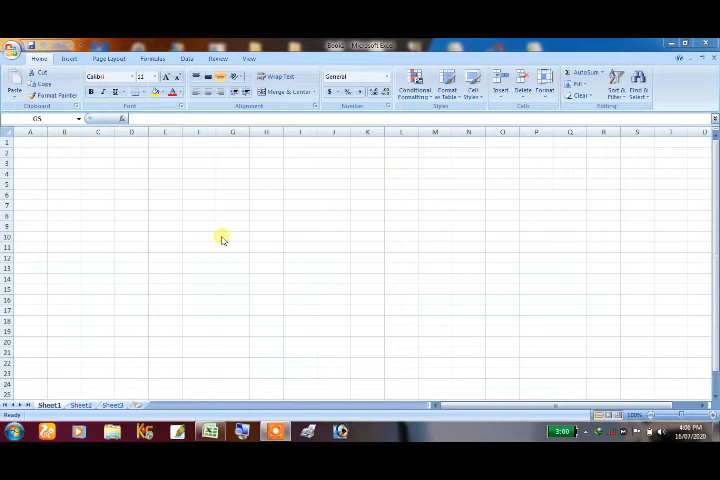 Book1 - Microsoft Excel
Home Insert Page Layout Formulas Data Review View
Paste Cut Copy Format Painter Calibri 11 Wrap Text Merge & Center General Conditional Formatting Format as Table Cell Styles Insert Delete Format AutoSum Fill Clear Sort & Filter Find & Select
Clipboard Font Alignment Number Styles Cells Editing
G5 fx
A B C D E F G H I J K L M N O P Q R S T U
1
2
3
4
5
6
7
8
9
10
11
12
13
14
15
16
17
18
19
20
21
22
23
24
25
Sheet1 Sheet2 Sheet3
Ready 100%
3:00 4:06 PM
16/07/2020